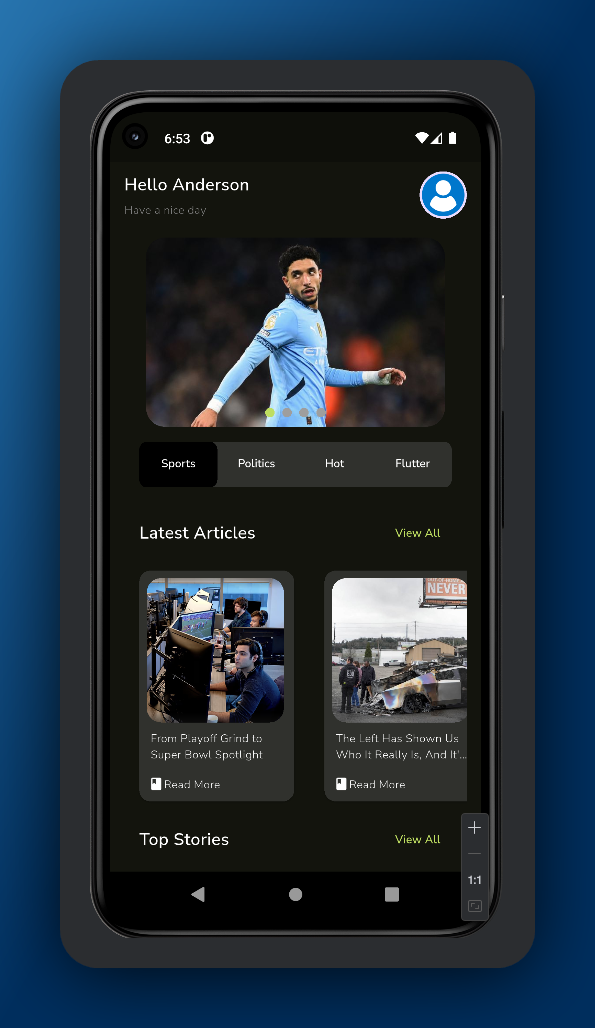 6:53
Hello Anderson
Have a nice day
Sports Politics Hot Flutter
Latest Articles View All
NEVER
From Playoff Grind to
Super Bowl Spotlight
Read More
The Left Has Shown Us
Who It Really Is, And It'...
Read More
Top Stories View All
1:1